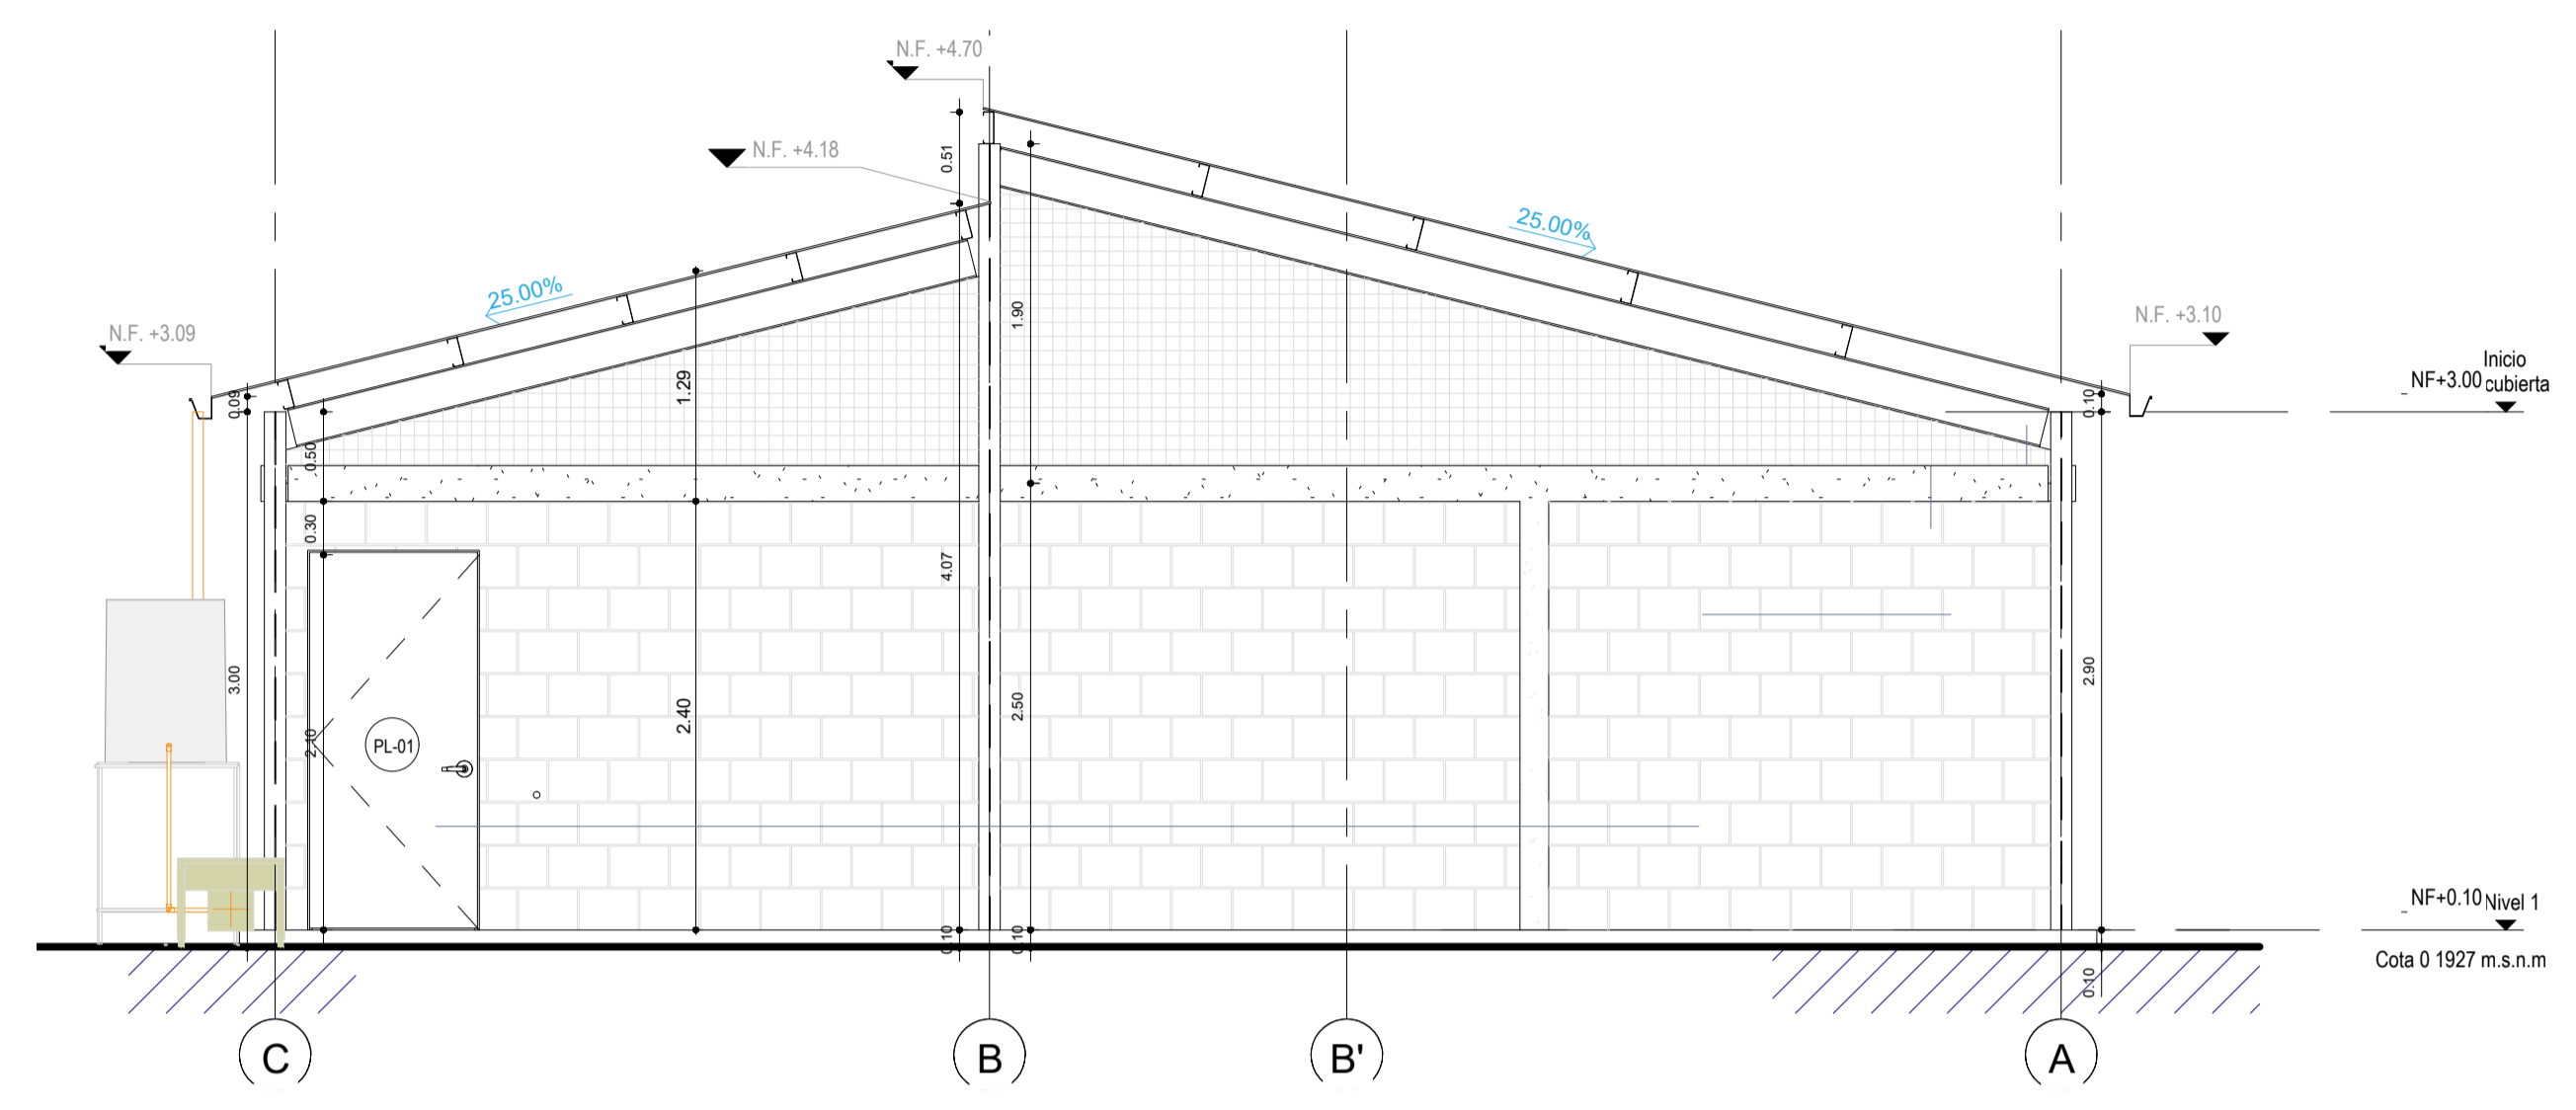 N.F. +4.70
N.F. +4.18
0.51
25.00%
25.00%
N.F. +3.09
N.F. +3.10
Inicio
NF+3.00 cubierta
1.90
1.29
0.09
0.10
0.50
0.30
4.07
3.00
2.40
2.50
2.90
2.10
PL-01
NF+0.10 Nivel 1
0.10
0.10
0.10
Cota 0 1927 m.s.n.m
C
B
B'
A